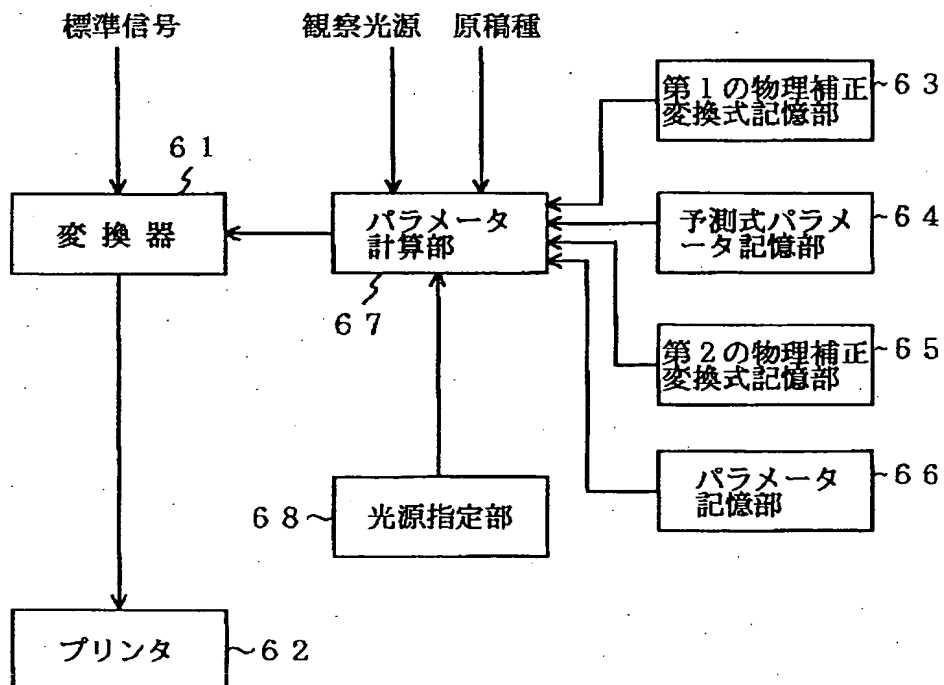 標準信号
観察光源
原稿種
第1の物理補正
変換式記憶部
63
61
変換器
パラメータ
計算部
67
予測式パラメ
ータ記憶部
64
第2の物理補正
変換式記憶部
65
パラメータ
記憶部
66
68
光源指定部
プリンタ
62